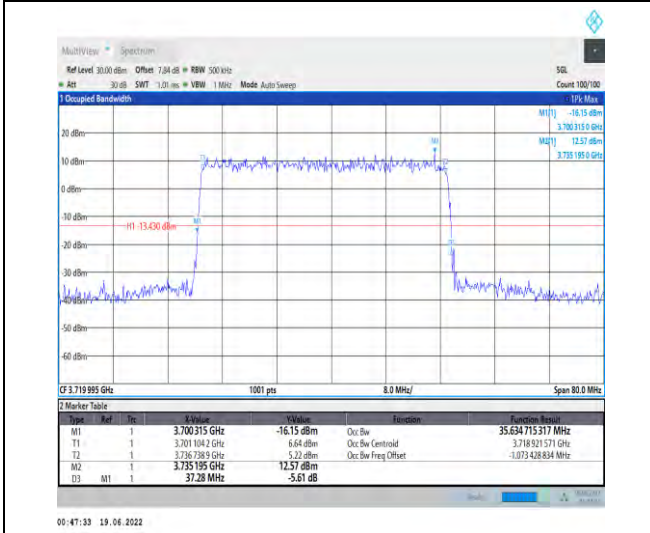 MultiView Spectrum
Ref Level 30.00 dBm Offset 7.84 dB RBW 500 kHz SGL
Att 30 dB SWT 1.01 ms VBW 1 MHz Mode Auto Sweep Count 100/100
1 Occupied Bandwidth 1Pk Max
M1[1] -16.15 dBm
3.700 315 0 GHz
M2[1] 12.57 dBm
3.735 195 0 GHz
20 dBm
10 dBm
0 dBm
-10 dBm
H1 -13.430 dBm
-20 dBm
-30 dBm
-40 dBm
-50 dBm
-60 dBm
CF 3.719 995 GHz 1001 pts 8.0 MHz/ Span 80.0 MHz
2 Marker Table
Type Ref Trc X-Value Y-Value Function Function Result
M1 1 3.700 315 GHz -16.15 dBm Occ Bw 35.634 715 317 MHz
T1 1 3.701 104 2 GHz 6.64 dBm Occ Bw Centroid 3.718 921 571 GHz
T2 1 3.736 738 9 GHz 5.22 dBm Occ Bw Freq Offset -1.073 428 834 MHz
M2 1 3.735 195 GHz 12.57 dBm
D3 M1 1 37.28 MHz -5.61 dB
00:47:33 19.06.2022